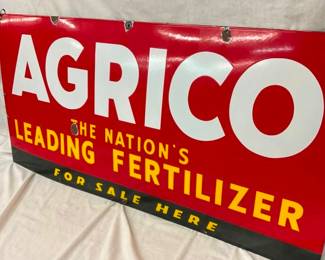 AGRICO
THE NATION'S
LEADING FERTILIZER
FOR SALE HERE